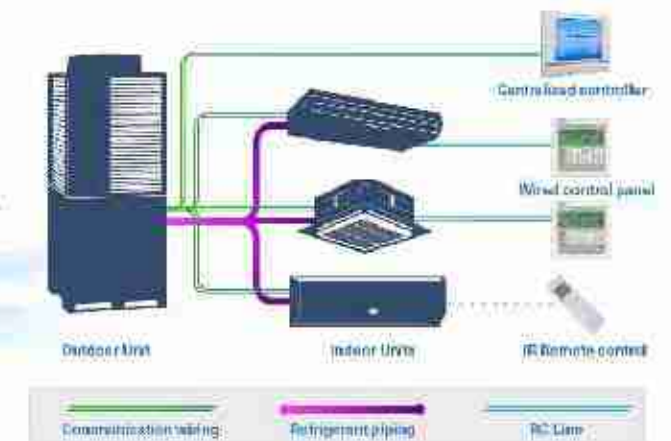 Centralized controller
Wired control panel
Outdoor Unit
Indoor Units
IR Remote control
Communication wiring
Refrigerant piping
RC Line